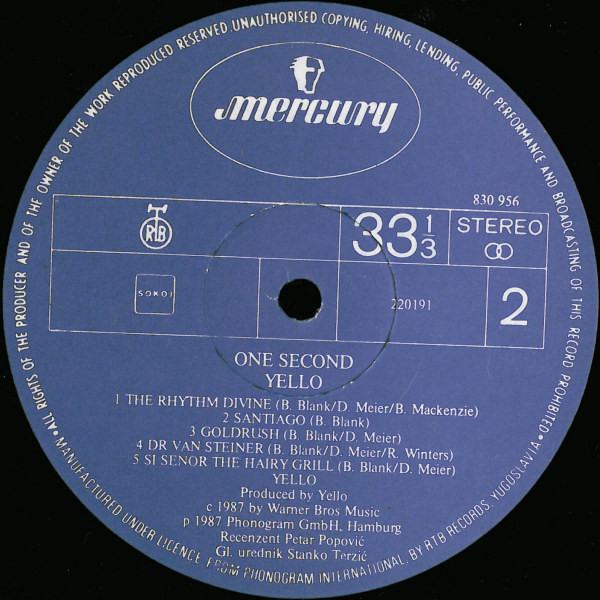 • ALL RIGHTS OF THE PRODUCER AND OF THE OWNER OF THE WORK REPRODUCED RESERVED. UNAUTHORISED COPYING, HIRING, LENDING, PUBLIC PERFORMANCE AND BROADCASTING OF THIS RECORD PROHIBITED •
mercury
830 956
RTB
33 1/3
STEREO
SOKOJ
220191
2
ONE SECOND
YELLO
1 THE RHYTHM DIVINE (B. Blank/D. Meier/B. Mackenzie)
2 SANTIAGO (B. Blank)
3 GOLDRUSH (B. Blank/D. Meier)
4 DR VAN STEINER (B. Blank/D. Meier/R. Winters)
5 SI SENOR THE HAIRY GRILL (B. Blank/D. Meier)
YELLO
Produced by Yello
c 1987 by Warner Bros Music
p 1987 Phonogram GmbH, Hamburg
Recenzent Petar Popović
Gl. urednik Stanko Terzić
MANUFACTURED UNDER LICENCE FROM PHONOGRAM INTERNATIONAL, BY RTB RECORDS, YUGOSLAVIA •